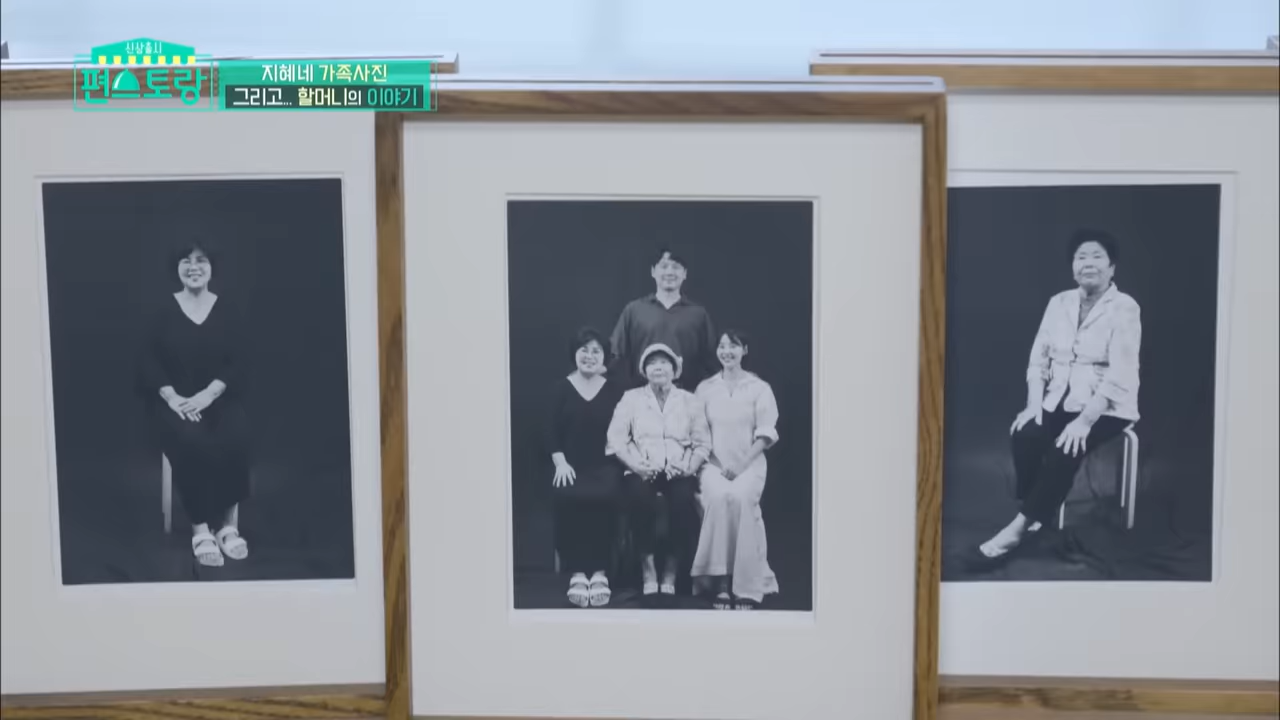 신상출시
편스토랑
지혜네 가족사진
그리고... 할머니의 이야기